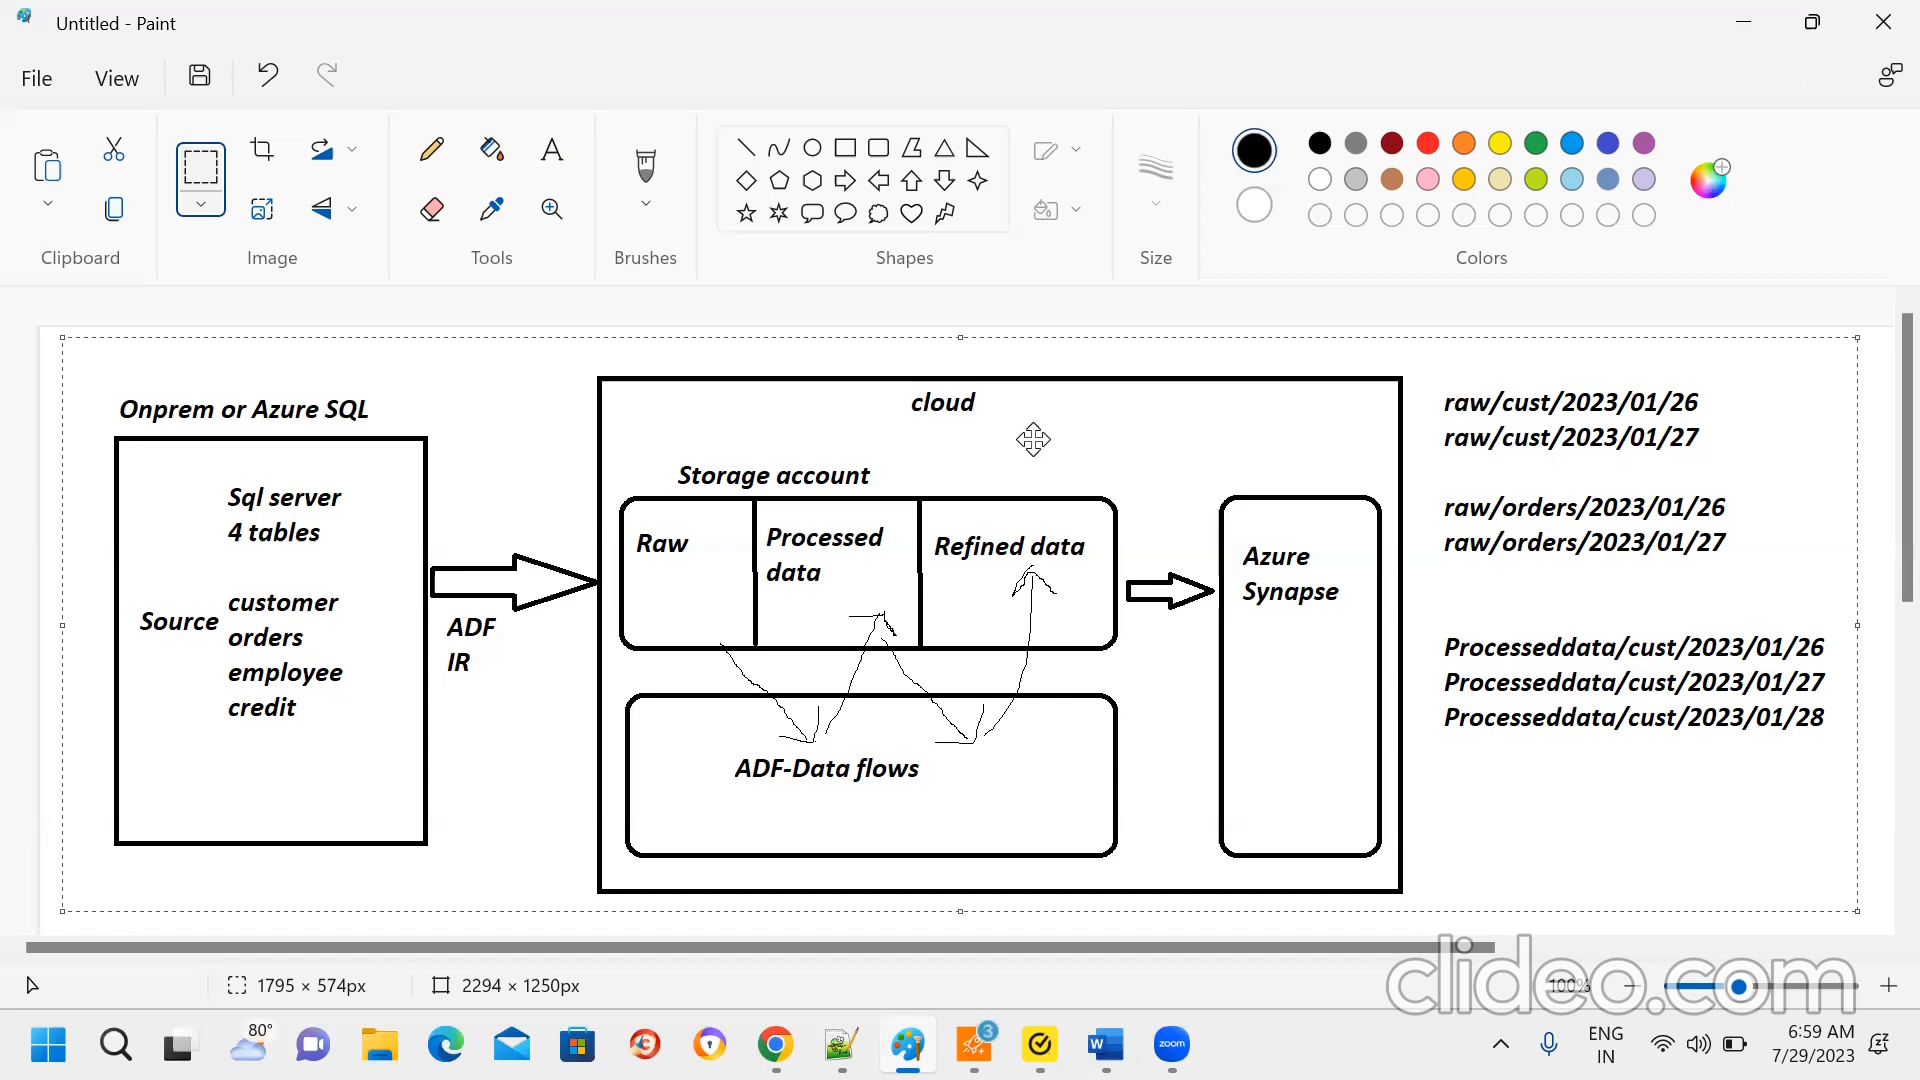 Untitled - Paint
File
View
Clipboard
Image
Tools
Brushes
Shapes
Size
Colors
Onprem or Azure SQL
Sql server
4 tables
Source
customer
orders
employee
credit
ADF
IR
cloud
Storage account
Raw
Processed
data
Refined data
ADF-Data flows
Azure
Synapse
raw/cust/2023/01/26
raw/cust/2023/01/27
raw/orders/2023/01/26
raw/orders/2023/01/27
Processeddata/cust/2023/01/26
Processeddata/cust/2023/01/27
Processeddata/cust/2023/01/28
1795 × 574px
2294 × 1250px
100%
clideo.com
80°
3
W
zoom
ENG
IN
6:59 AM
7/29/2023